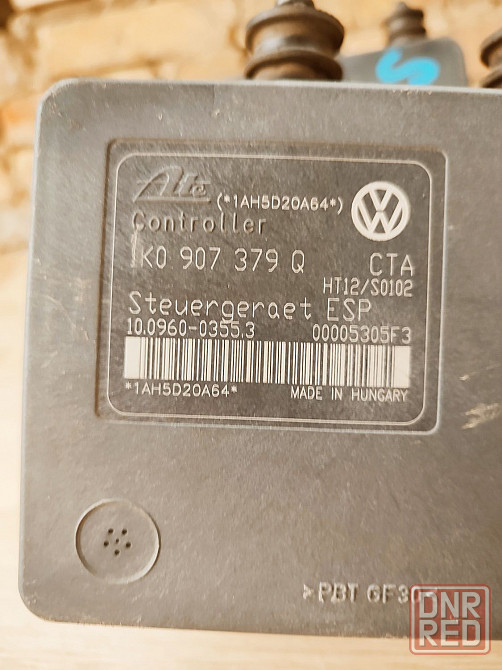 Ate (*1AH5D20A64*)
Controller
1K0 907 379 Q CTA
HT12/S0102
Steuergeraet ESP
10.0960-0355.3 00005305F3
*1AH5D20A64* MADE IN HUNGARY
>PBT GF30<
DNR
RED
S